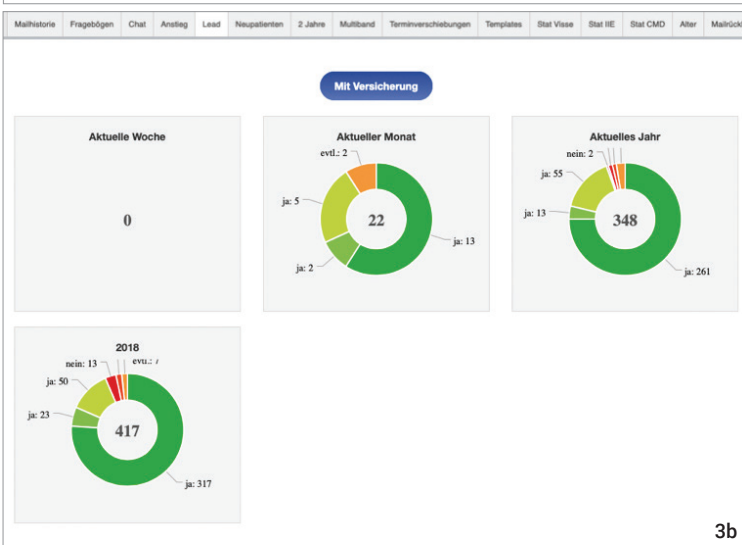 Mailhistorie Fragebögen Chat Anstieg Lead Neupatienten 2 Jahre Multiband Terminverschiebungen Templates Stat Visse Stat IIE Stat CMD Alter
Mit Versicherung
Aktuelle Woche
0
Aktueller Monat
evtl.: 2
ja: 5
22
ja: 13
ja: 2
Aktuelles Jahr
nein: 2
ja: 55
ja: 13
348
ja: 261
2018
nein: 13
evtl.: 7
ja: 50
ja: 23
417
ja: 317
3b